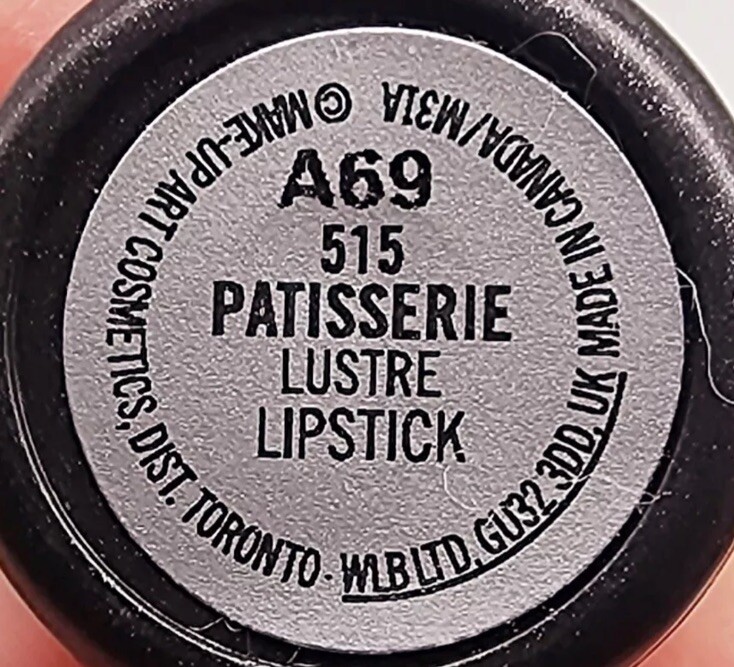 A69
515
PATISSERIE
LUSTRE
LIPSTICK
© MAKE-UP ART COSMETICS, DIST. TORONTO - WLB LTD, GU32 3DD, UK MADE IN CANADA/M31A